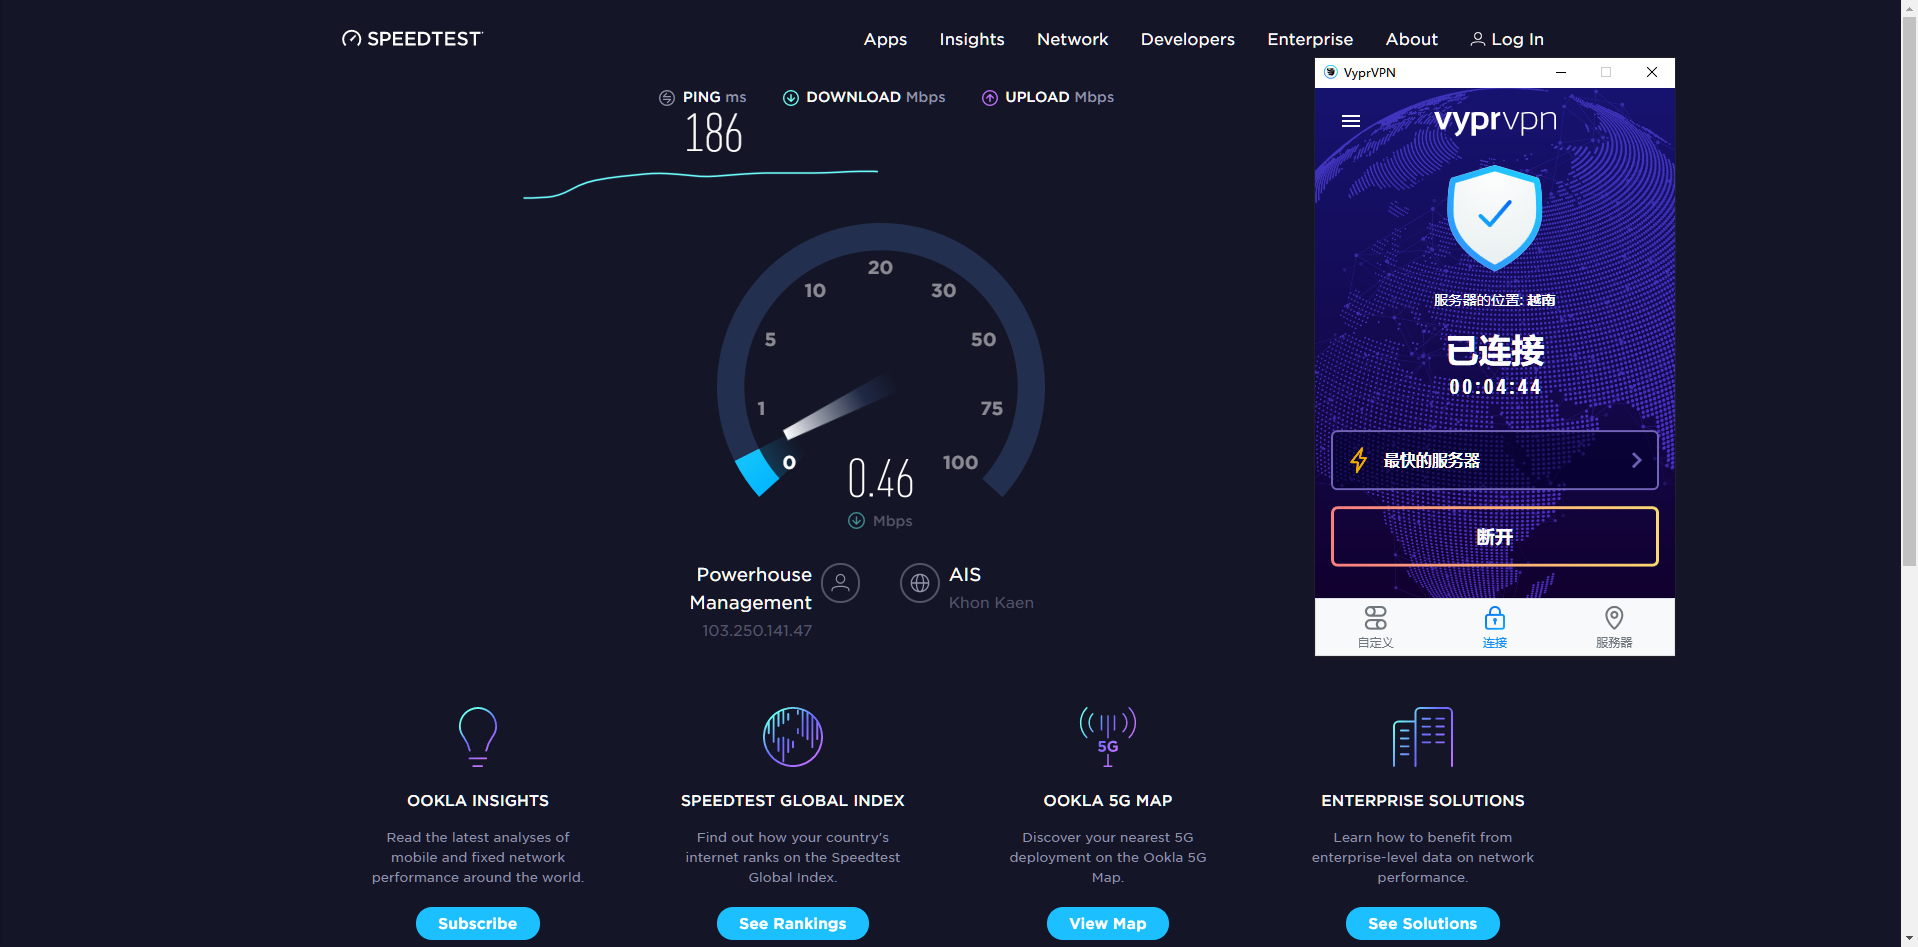 SPEEDTEST
Apps Insights Network Developers Enterprise About Log In
PING ms DOWNLOAD Mbps UPLOAD Mbps
186
0
1
5
10
20
30
50
75
100
0.46
Mbps
Powerhouse
Management
103.250.141.47
AIS
Khon Kaen
VyprVPN
vyprvpn
服务器的位置: 越南
已连接
00:04:44
最快的服务器
断开
自定义 连接 服務器
5G
OOKLA INSIGHTS
Read the latest analyses of
mobile and fixed network
performance around the world.
Subscribe
SPEEDTEST GLOBAL INDEX
Find out how your country's
internet ranks on the Speedtest
Global Index.
See Rankings
OOKLA 5G MAP
Discover your nearest 5G
deployment on the Ookla 5G
Map.
View Map
ENTERPRISE SOLUTIONS
Learn how to benefit from
enterprise-level data on network
performance.
See Solutions